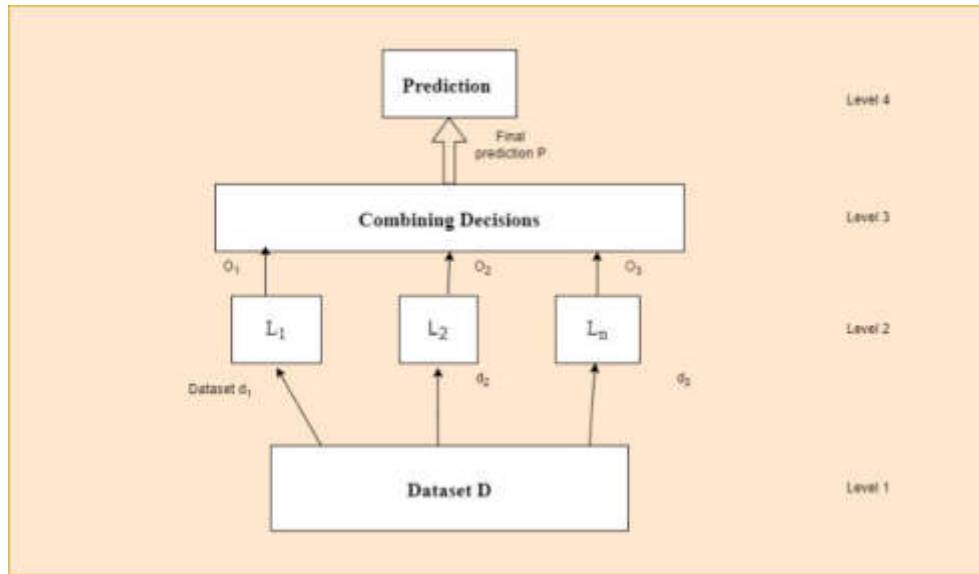 Prediction
Level 4
Final
prediction P
Combining Decisions
Level 3
O₁
O₂
O₃
L₁
L₂
Lₙ
Level 2
Dataset d₁
d₂
d₃
Dataset D
Level 1